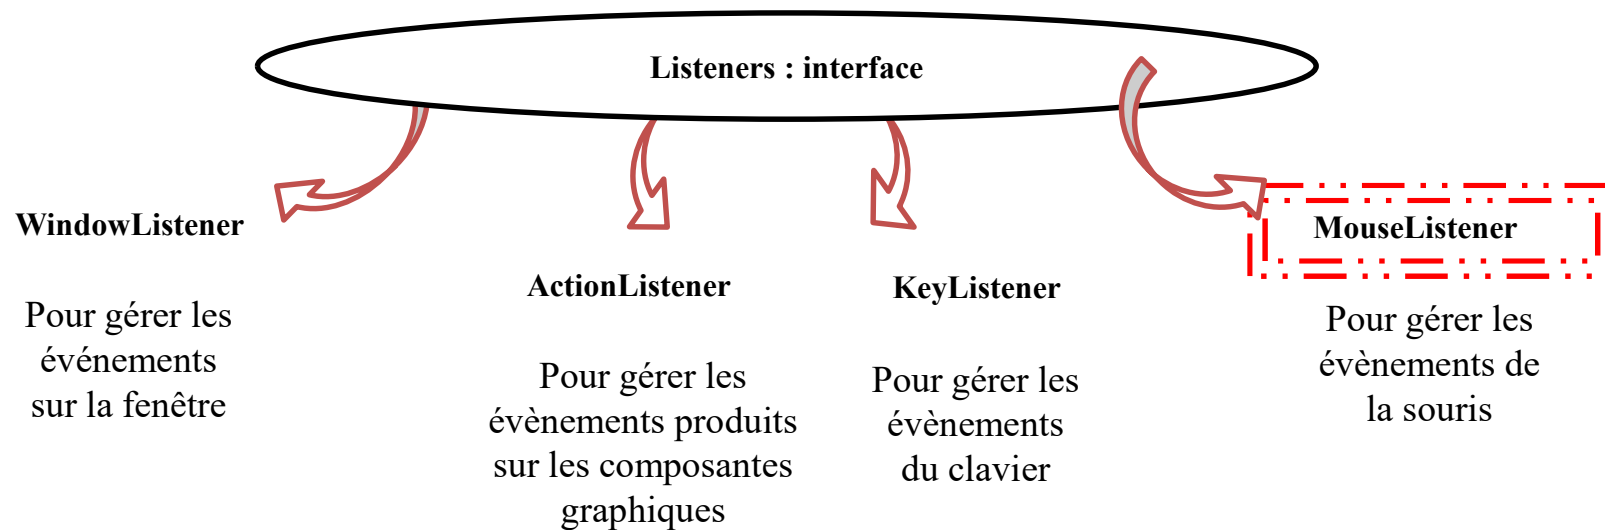 Listeners : interface
WindowListener
Pour gérer les
événements
sur la fenêtre
ActionListener
Pour gérer les
évènements produits
sur les composantes
graphiques
KeyListener
Pour gérer les
évènements
du clavier
MouseListener
Pour gérer les
évènements de
la souris